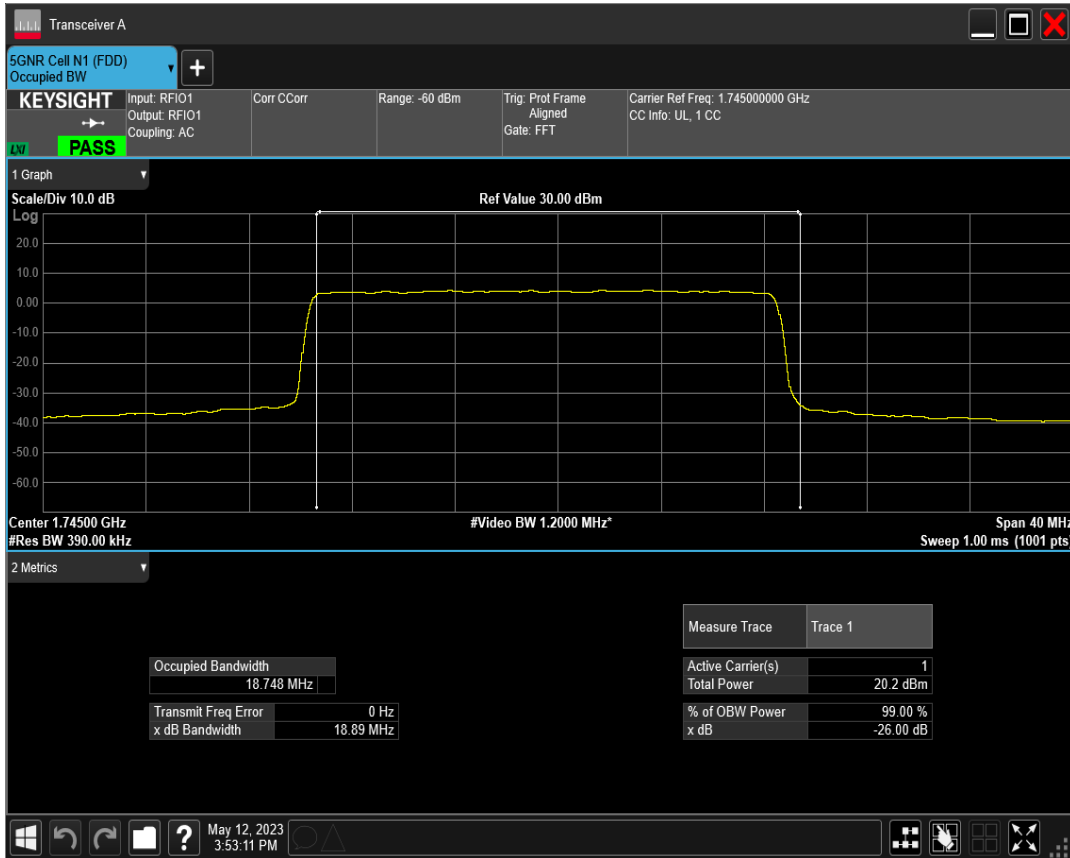 Transceiver A
5GNR Cell N1 (FDD)
Occupied BW
+
KEYSIGHT
LXI
PASS
Input: RFIO1
Output: RFIO1
Coupling: AC
Corr CCorr
Range: -60 dBm
Trig: Prot Frame
Aligned
Gate: FFT
Carrier Ref Freq: 1.745000000 GHz
CC Info: UL, 1 CC
1 Graph
Scale/Div 10.0 dB
Ref Value 30.00 dBm
Log
20.0
10.0
0.00
-10.0
-20.0
-30.0
-40.0
-50.0
-60.0
Center 1.74500 GHz
#Video BW 1.2000 MHz*
Span 40 MHz
#Res BW 390.00 kHz
Sweep 1.00 ms (1001 pts)
2 Metrics
Measure Trace Trace 1
Occupied Bandwidth
18.748 MHz
Transmit Freq Error 0 Hz
x dB Bandwidth 18.89 MHz
Active Carrier(s) 1
Total Power 20.2 dBm
% of OBW Power 99.00 %
x dB -26.00 dB
?
May 12, 2023
3:53:11 PM